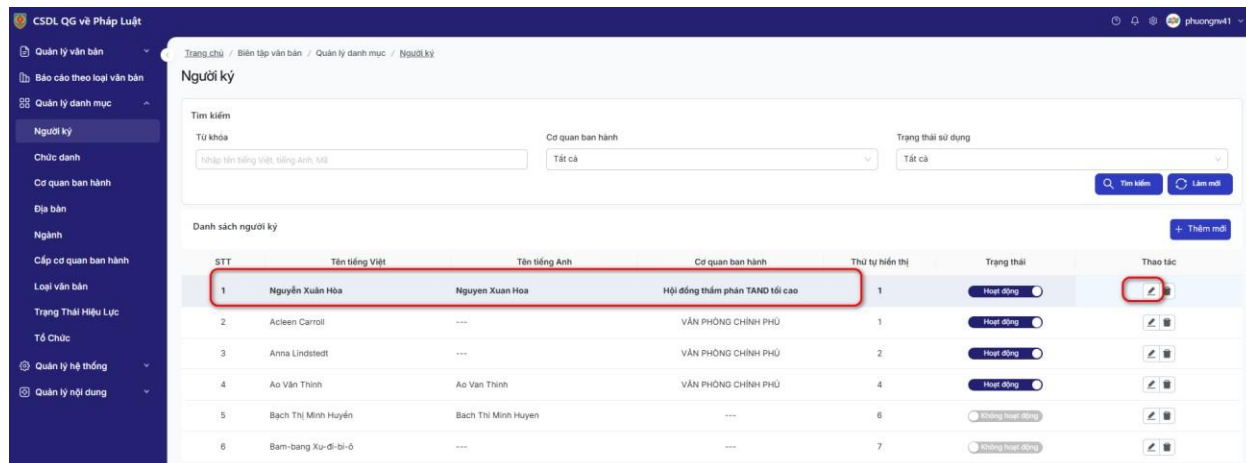 CSDL QG về Pháp Luật
phuongnv41
Quản lý văn bản
Báo cáo theo loại văn bản
Quản lý danh mục
Người ký
Chức danh
Cơ quan ban hành
Địa bàn
Ngành
Cấp cơ quan ban hành
Loại văn bản
Trạng Thái Hiệu Lực
Tổ Chức
Quản lý hệ thống
Quản lý nội dung
Trang chủ / Biên tập văn bản / Quản lý danh mục / Người ký
Người ký
Tìm kiếm
Từ khóa Cơ quan ban hành Trạng thái sử dụng
Nhập tên tiếng Việt, tiếng Anh, Mã Tất cả Tất cả
Tìm kiếm Làm mới
Danh sách người ký + Thêm mới
STT Tên tiếng Việt Tên tiếng Anh Cơ quan ban hành Thứ tự hiển thị Trạng thái Thao tác
1 Nguyễn Xuân Hòa Nguyen Xuan Hoa Hội đồng thẩm phán TAND tối cao 1 Hoạt động
2 Acleen Carroll --- VĂN PHÒNG CHÍNH PHỦ 1 Hoạt động
3 Anna Lindstedt --- VĂN PHÒNG CHÍNH PHỦ 2 Hoạt động
4 Ao Văn Thinh Ao Van Thinh VĂN PHÒNG CHÍNH PHỦ 4 Hoạt động
5 Bạch Thị Minh Huyền Bach Thi Minh Huyen --- 6 Không hoạt động
6 Bam-bang Xu-đi-bi-ô --- --- 7 Không hoạt động